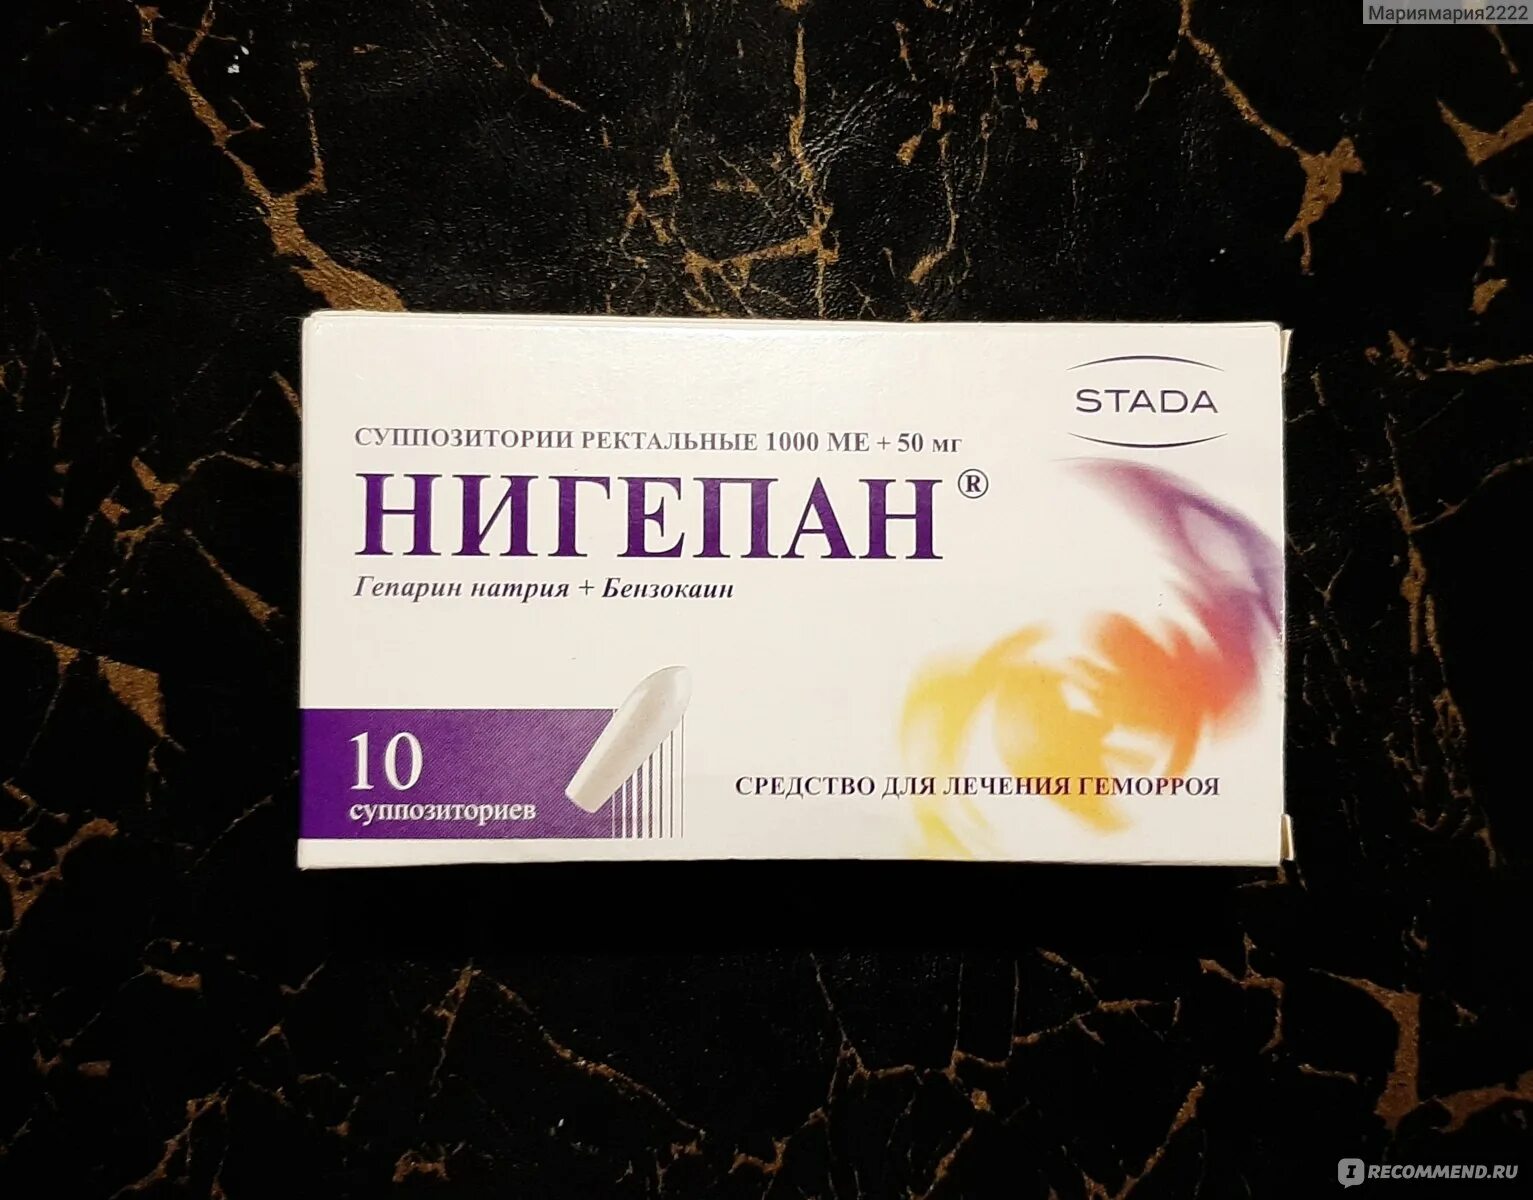 Мариямария2222
STADA
СУППОЗИТОРИИ РЕКТАЛЬНЫЕ 1000 МЕ + 50 мг
НИГЕПАН®
Гепарин натрия + Бензокаин
10
суппозиториев
СРЕДСТВО ДЛЯ ЛЕЧЕНИЯ ГЕМОРРОЯ
IRECOMMEND.RU